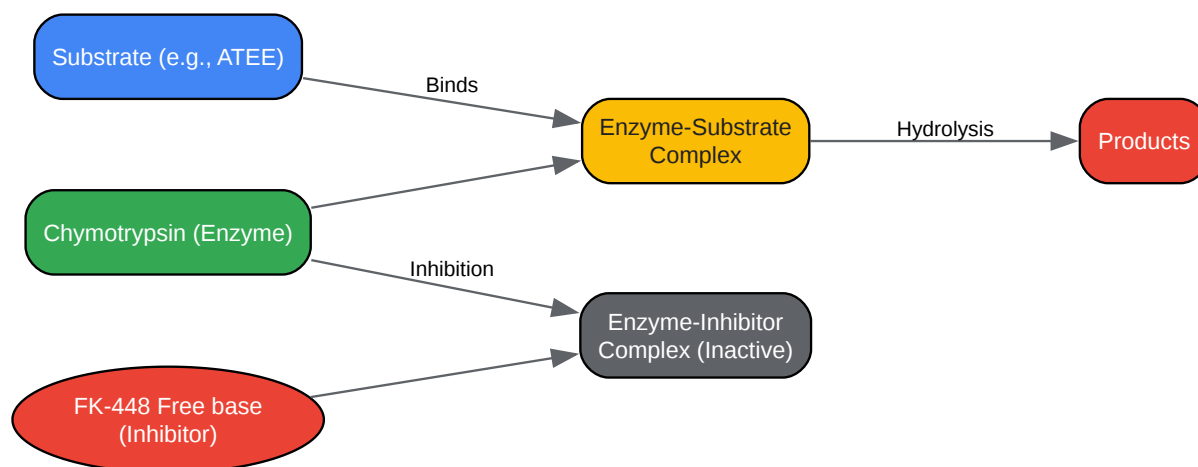 Substrate (e.g., ATEE)
Binds
Enzyme-Substrate
Complex
Hydrolysis
Products
Chymotrypsin (Enzyme)
Inhibition
Enzyme-Inhibitor
Complex (Inactive)
FK-448 Free base
(Inhibitor)